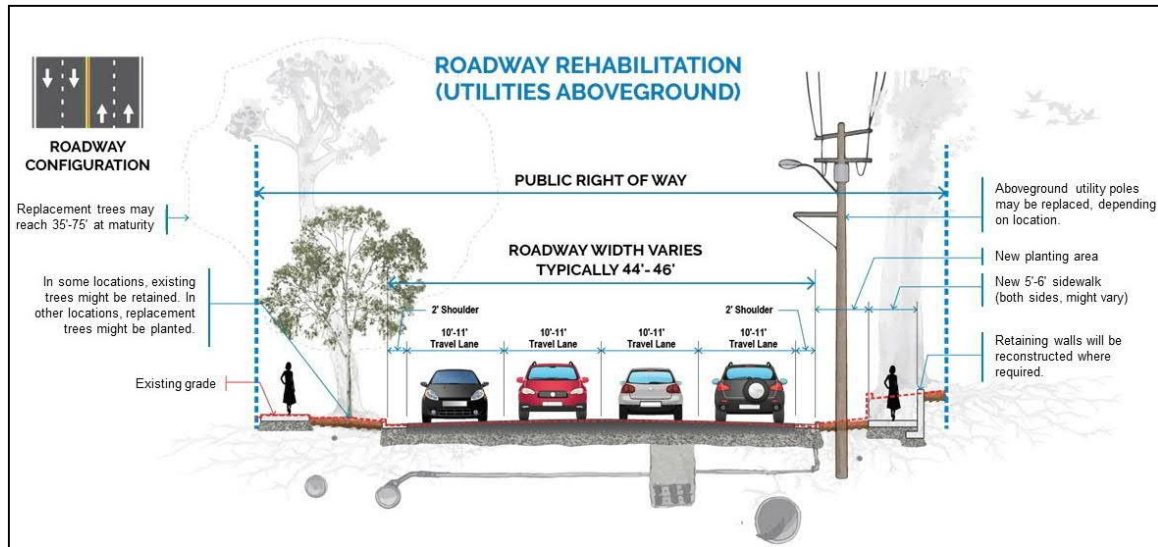 ROADWAY REHABILITATION
(UTILITIES ABOVEGROUND)
ROADWAY
CONFIGURATION
PUBLIC RIGHT OF WAY
Replacement trees may
reach 35'-75' at maturity
Aboveground utility poles
may be replaced, depending
on location.
ROADWAY WIDTH VARIES
TYPICALLY 44'- 46'
In some locations, existing
trees might be retained. In
other locations, replacement
trees might be planted.
New planting area
New 5'-6' sidewalk
(both sides, might vary)
2' Shoulder
2' Shoulder
10'-11'
Travel Lane
10'-11'
Travel Lane
10'-11'
Travel Lane
10'-11'
Travel Lane
Retaining walls will be
reconstructed where
required.
Existing grade